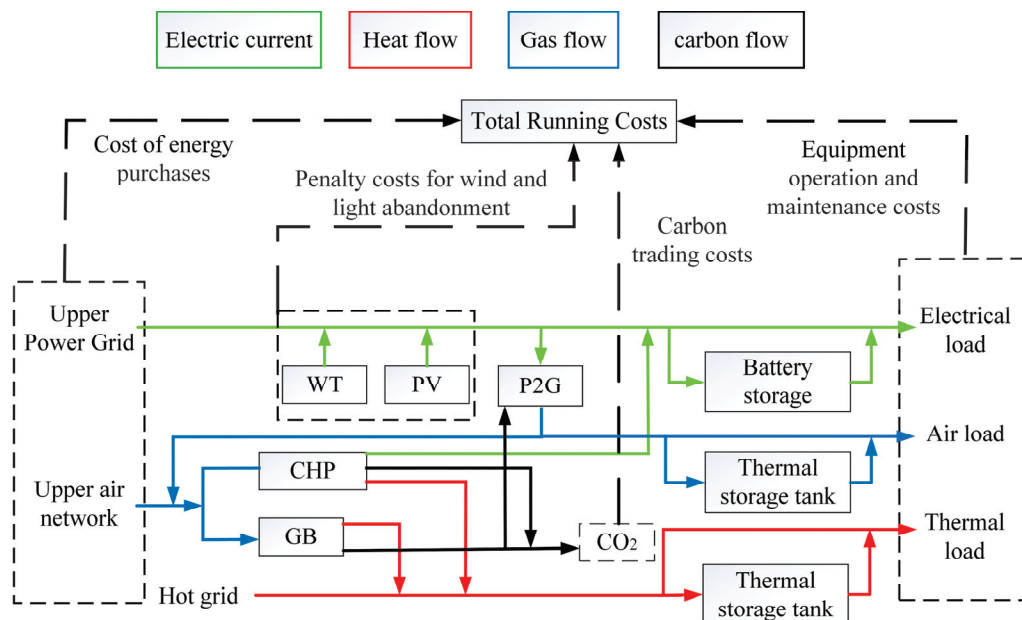 Electric current
Heat flow
Gas flow
carbon flow
Total Running Costs
Cost of energy
purchases
Penalty costs for wind and
light abandonment
Carbon
trading costs
Equipment
operation and
maintenance costs
Upper
Power Grid
WT
PV
P2G
Battery
storage
Electrical
load
Air load
Upper air
network
CHP
GB
CO2
Thermal
storage tank
Thermal
load
Hot grid
Thermal
storage tank